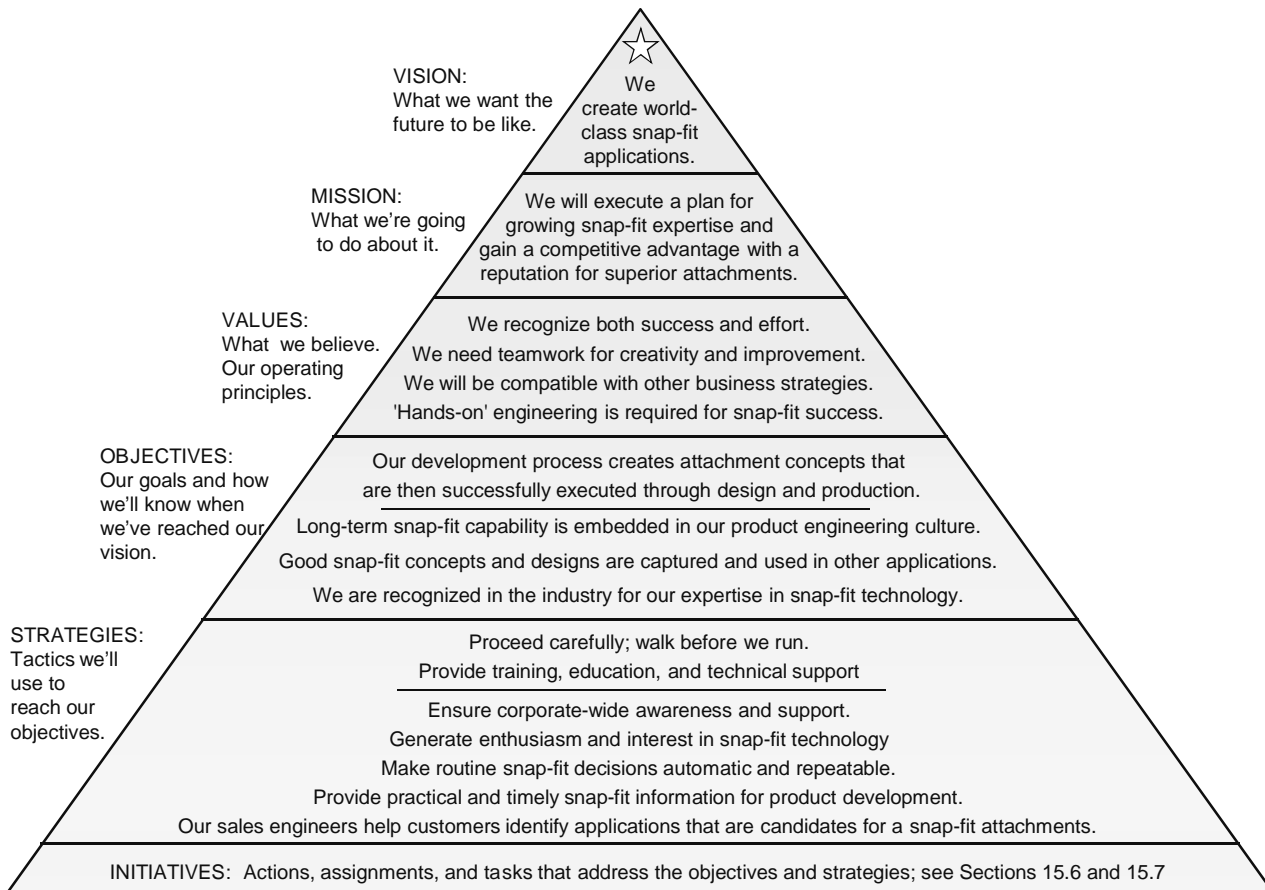 VISION:
What we want the
future to be like.
We
create world-
class snap-fit
applications.
MISSION:
What we're going
to do about it.
We will execute a plan for
growing snap-fit expertise and
gain a competitive advantage with a
reputation for superior attachments.
VALUES:
What we believe.
Our operating
principles.
We recognize both success and effort.
We need teamwork for creativity and improvement.
We will be compatible with other business strategies.
'Hands-on' engineering is required for snap-fit success.
OBJECTIVES:
Our goals and how
we'll know when
we've reached our
vision.
Our development process creates attachment concepts that
are then successfully executed through design and production.
Long-term snap-fit capability is embedded in our product engineering culture.
Good snap-fit concepts and designs are captured and used in other applications.
We are recognized in the industry for our expertise in snap-fit technology.
STRATEGIES:
Tactics we'll
use to
reach our
objectives.
Proceed carefully; walk before we run.
Provide training, education, and technical support
Ensure corporate-wide awareness and support.
Generate enthusiasm and interest in snap-fit technology
Make routine snap-fit decisions automatic and repeatable.
Provide practical and timely snap-fit information for product development.
Our sales engineers help customers identify applications that are candidates for a snap-fit attachments.
INITIATIVES: Actions, assignments, and tasks that address the objectives and strategies; see Sections 15.6 and 15.7